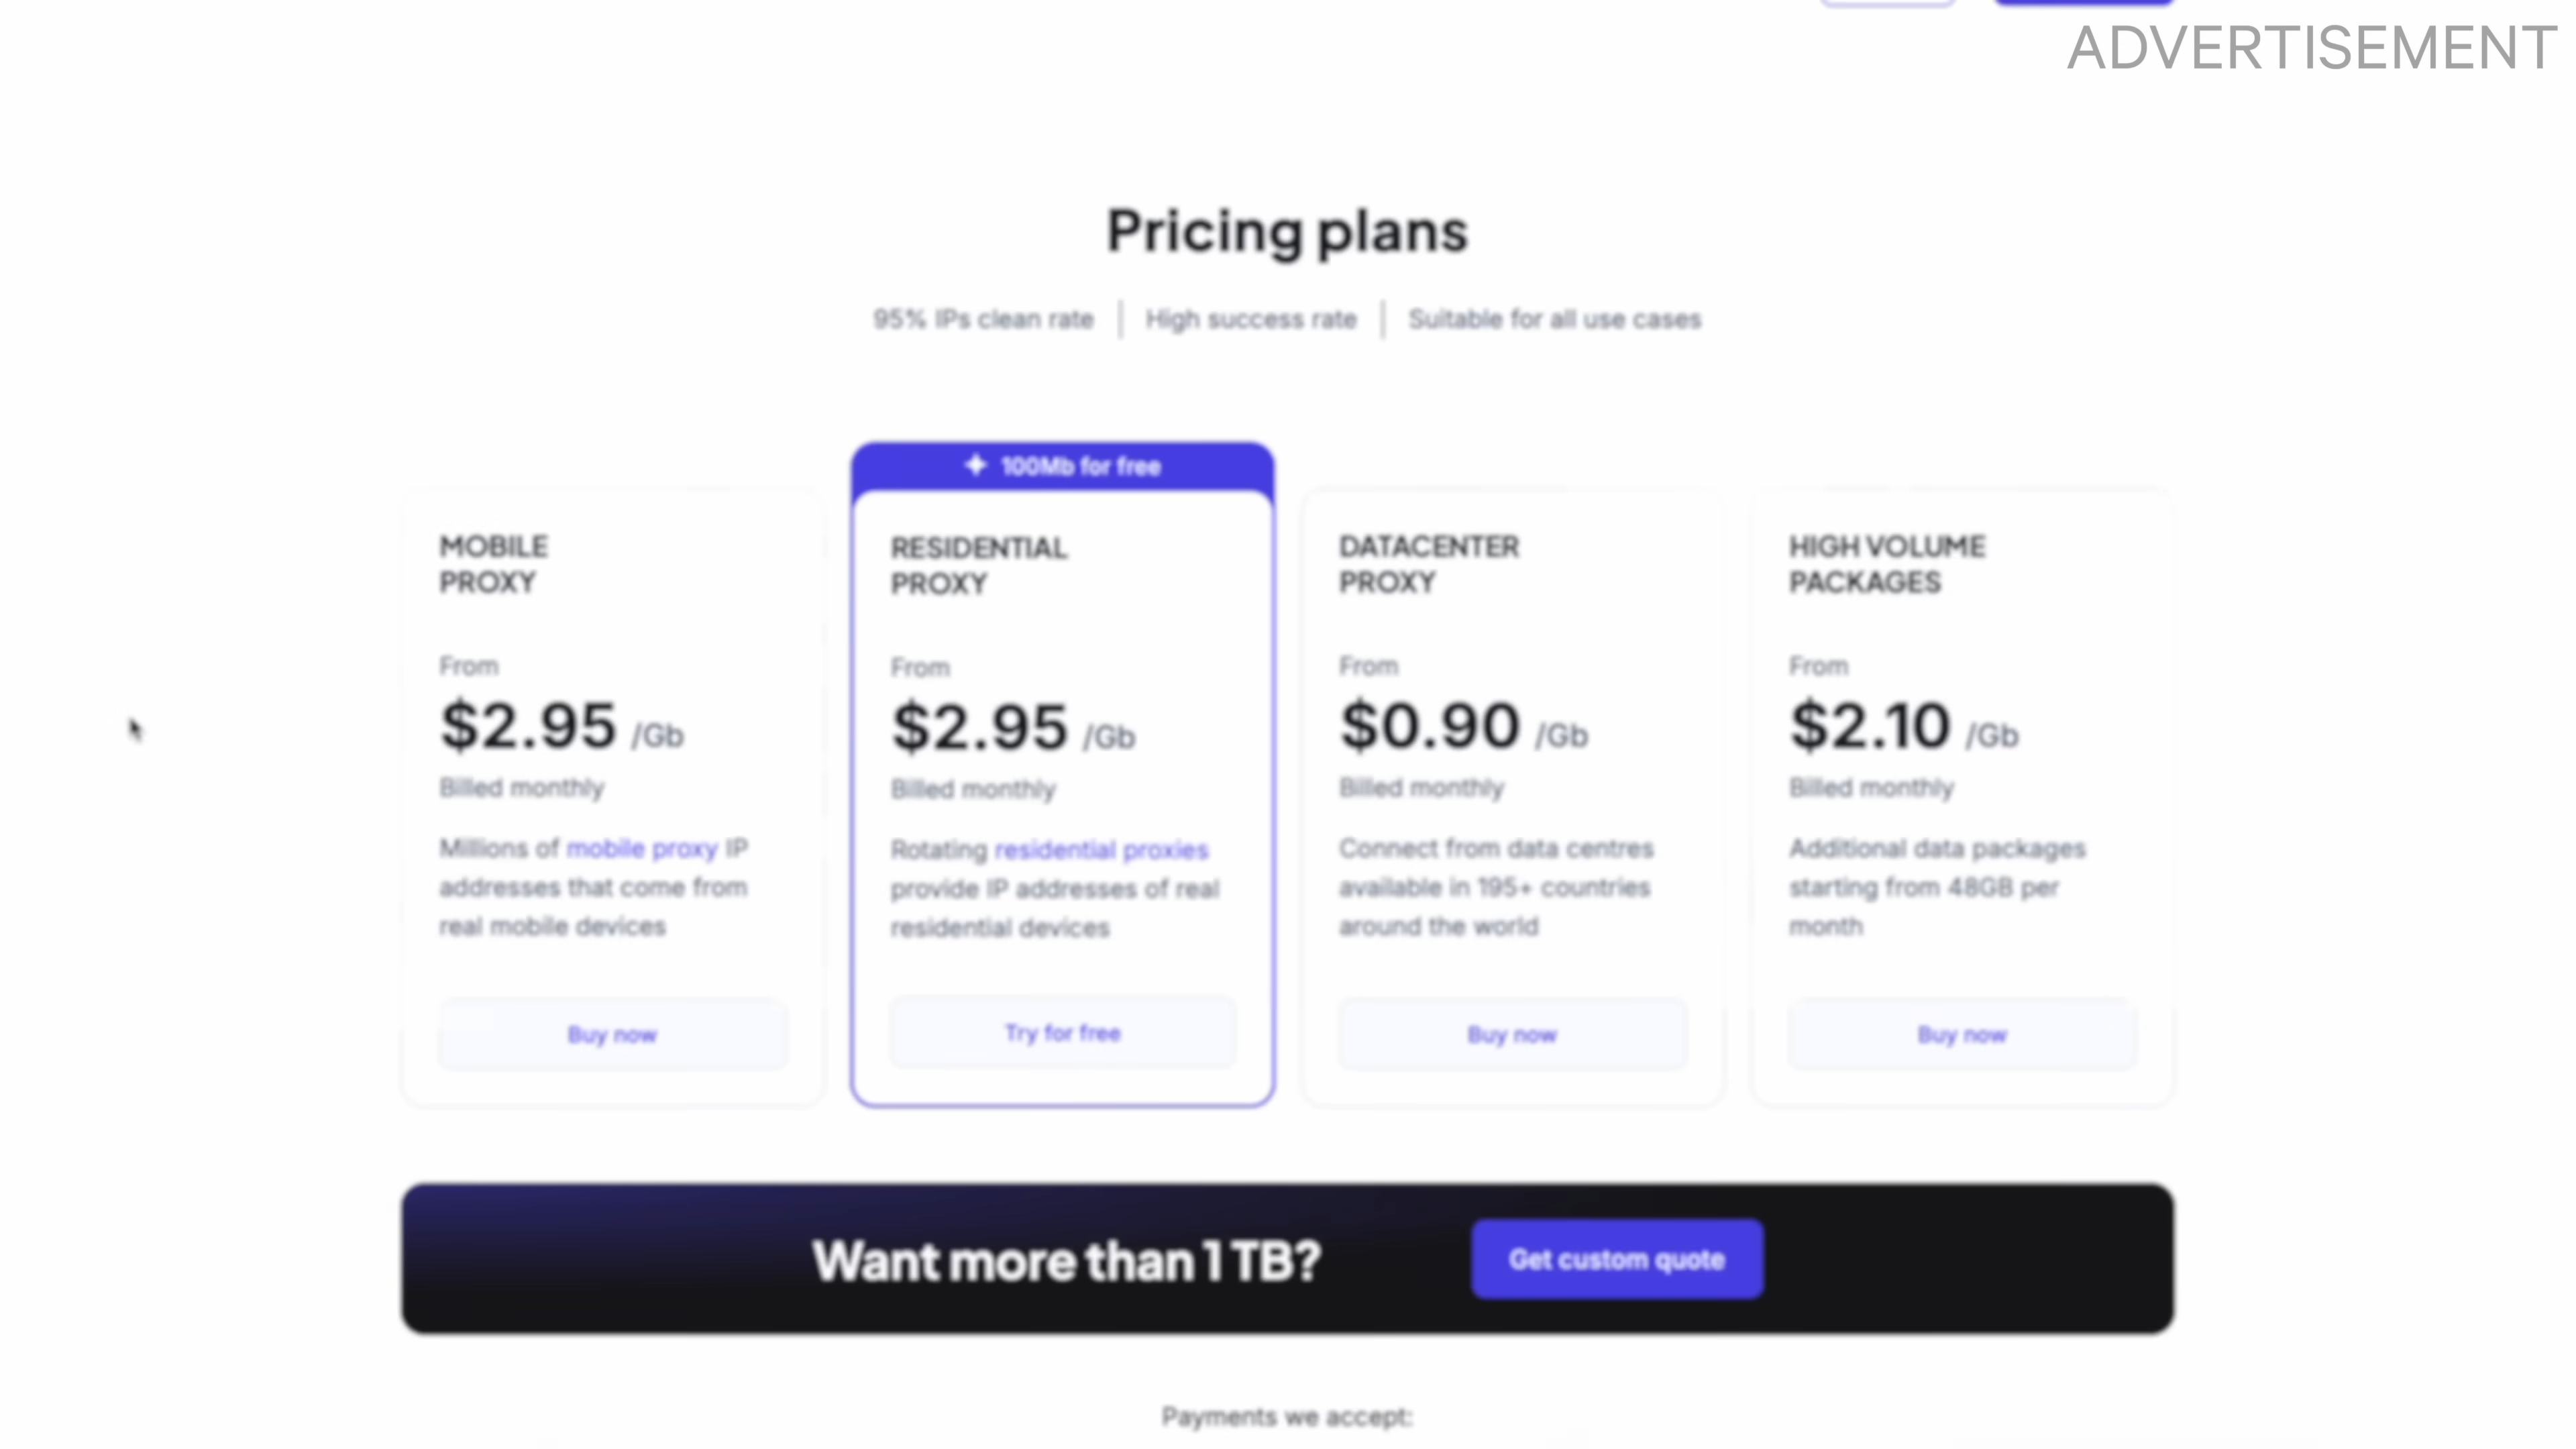 ADVERTISEMENT
Pricing plans
95% IPs clean rate
High success rate
Suitable for all use cases
MOBILE
PROXY
From
$2.95 /Gb
Billed monthly
Millions of mobile proxy IP
addresses that come from
real mobile devices
Buy now
100Mb for free
RESIDENTIAL
PROXY
From
$2.95 /Gb
Billed monthly
Rotating residential proxies
provide IP addresses of real
residential devices
Try for free
DATACENTER
PROXY
From
$0.90 /Gb
Billed monthly
Connect from data centres
available in 195+ countries
around the world
Buy now
HIGH VOLUME
PACKAGES
From
$2.10 /Gb
Billed monthly
Additional data packages
starting from 48GB per
month
Buy now
Want more than 1 TB?
Get custom quote
Payments we accept: